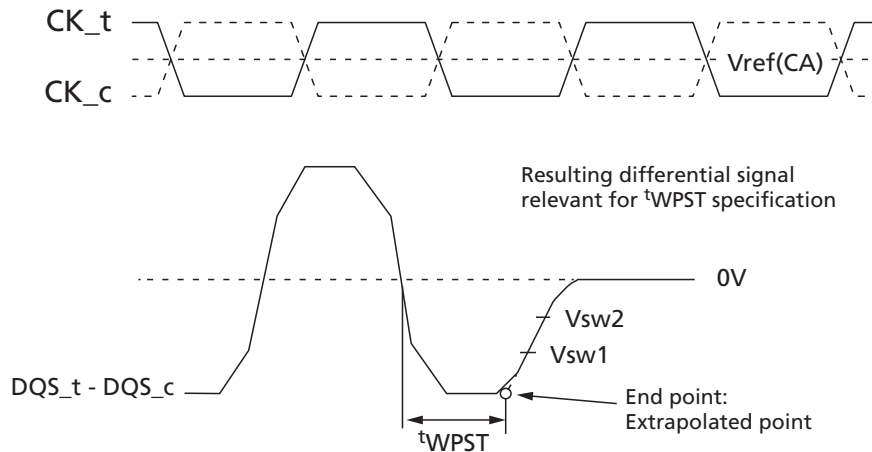 CK_t
Vref(CA)
CK_c
Resulting differential signal
relevant for tWPST specification
0V
Vsw2
Vsw1
DQS_t - DQS_c
End point:
Extrapolated point
tWPST